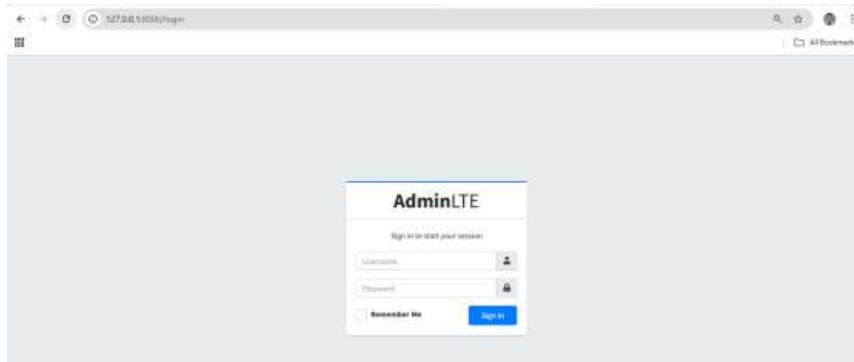 127.0.0.1:8000/login
All Bookmark
AdminLTE
Sign in to start your session
Username
Password
Remember Me
Sign In